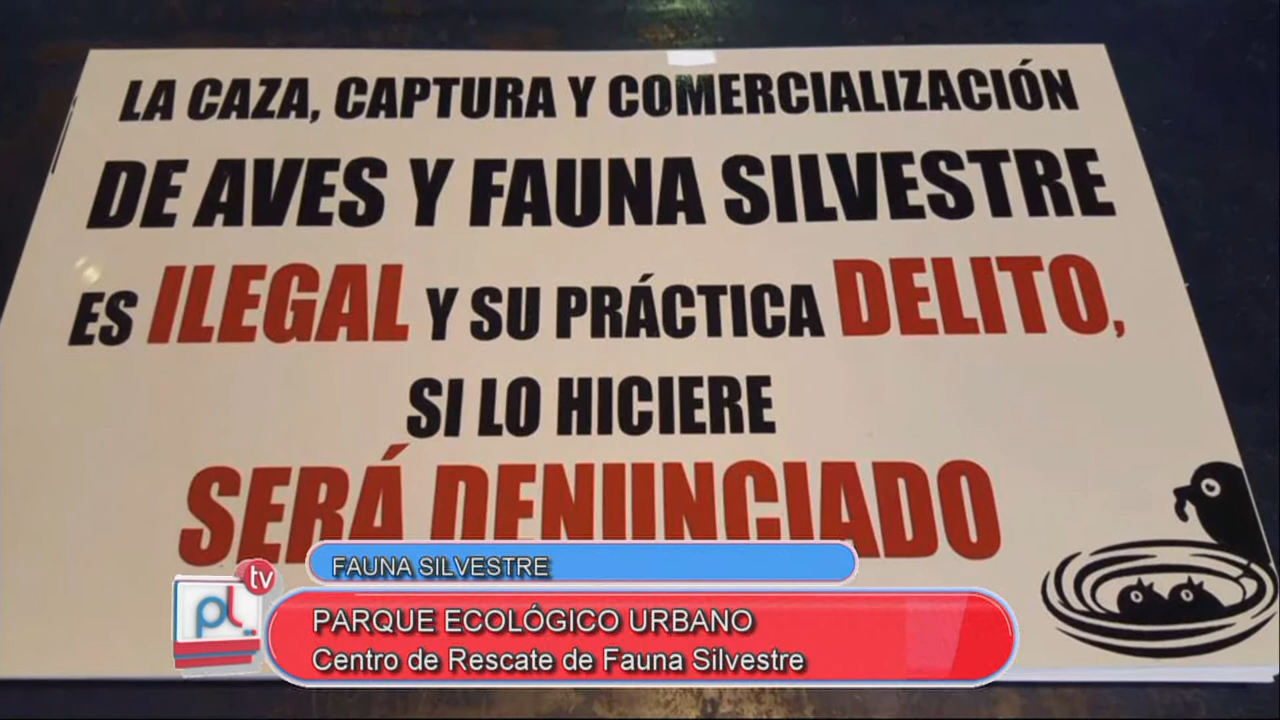 LA CAZA, CAPTURA Y COMERCIALIZACIÓN
DE AVES Y FAUNA SILVESTRE
ES ILEGAL Y SU PRÁCTICA DELITO,
SI LO HICIERE
SERÁ DENUNCIADO
FAUNA SILVESTRE
tv
pl
PARQUE ECOLÓGICO URBANO
Centro de Rescate de Fauna Silvestre